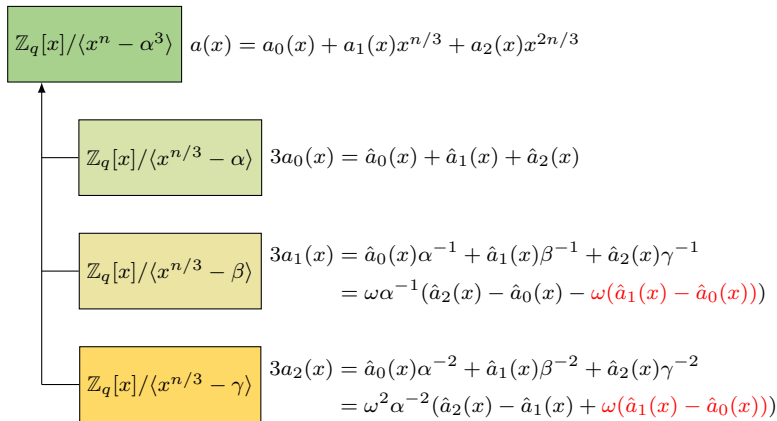 ℤ_q[x]/⟨x^n − α^3⟩ a(x) = a_0(x) + a_1(x)x^{n/3} + a_2(x)x^{2n/3}
ℤ_q[x]/⟨x^{n/3} − α⟩ 3a_0(x) = â_0(x) + â_1(x) + â_2(x)
ℤ_q[x]/⟨x^{n/3} − β⟩ 3a_1(x) = â_0(x)α^{−1} + â_1(x)β^{−1} + â_2(x)γ^{−1}
= ωα^{−1}(â_2(x) − â_0(x) − ω(â_1(x) − â_0(x)))
ℤ_q[x]/⟨x^{n/3} − γ⟩ 3a_2(x) = â_0(x)α^{−2} + â_1(x)β^{−2} + â_2(x)γ^{−2}
= ω^2α^{−2}(â_2(x) − â_1(x) + ω(â_1(x) − â_0(x)))